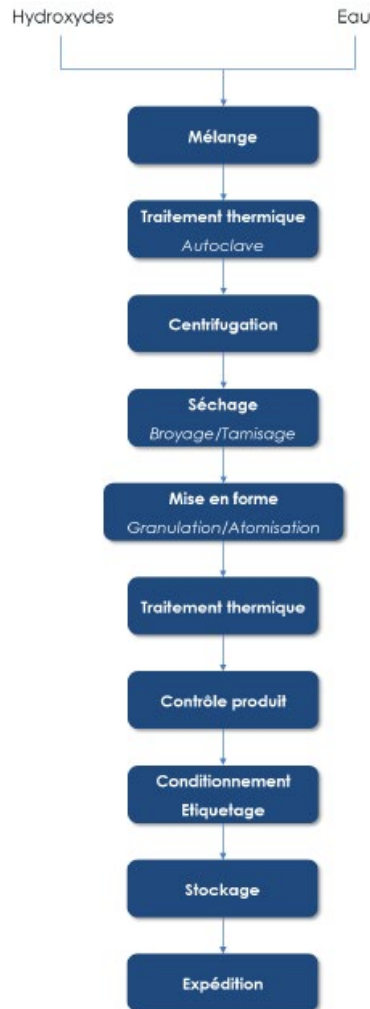 Hydroxydes
Eau
Mélange
Traitement thermique
Autoclave
Centrifugation
Séchage
Broyage/Tamisage
Mise en forme
Granulation/Atomisation
Traitement thermique
Contrôle produit
Conditionnement
Etiquetage
Stockage
Expédition